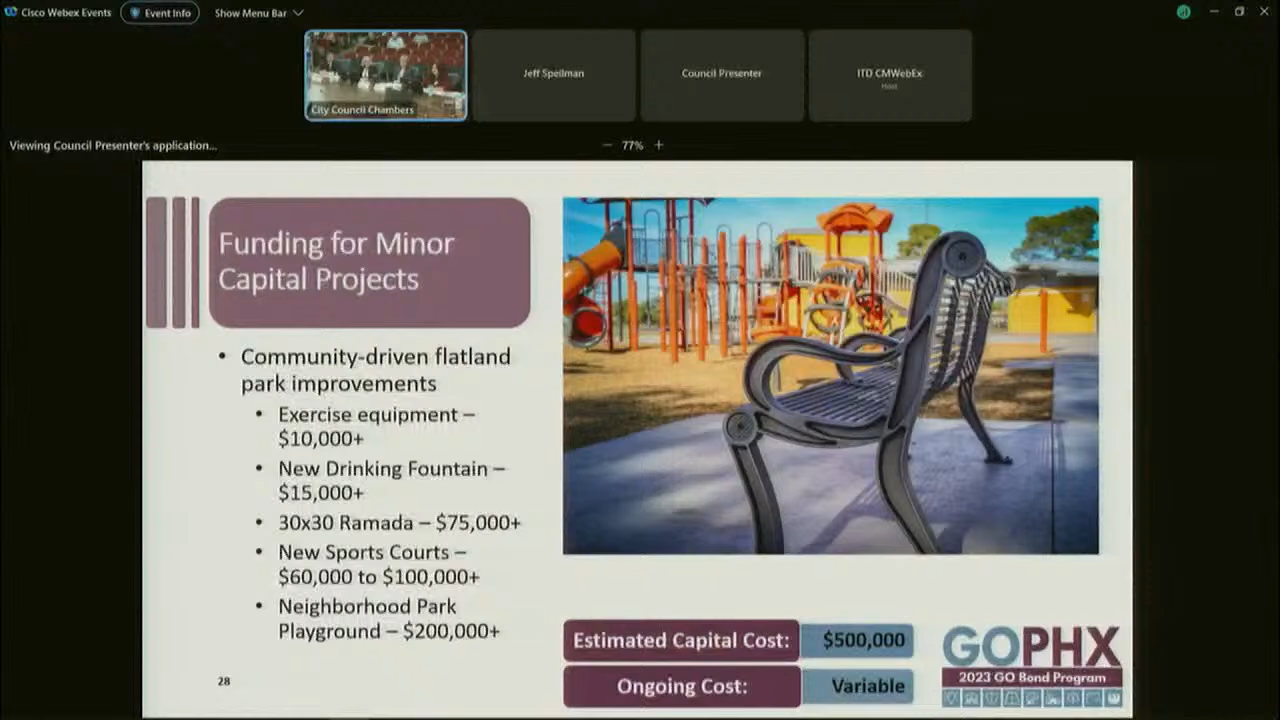 Cisco Webex Events
Event Info
Show Menu Bar
City Council Chambers
Jeff Spellman
Council Presenter
ITD CMWebEx
Host
Viewing Council Presenter's application...
77%
Funding for Minor
Capital Projects
• Community-driven flatland
park improvements
• Exercise equipment –
$10,000+
• New Drinking Fountain –
$15,000+
• 30x30 Ramada – $75,000+
• New Sports Courts –
$60,000 to $100,000+
• Neighborhood Park
Playground – $200,000+
28
Estimated Capital Cost: $500,000
Ongoing Cost: Variable
GOPHX
2023 GO Bond Program